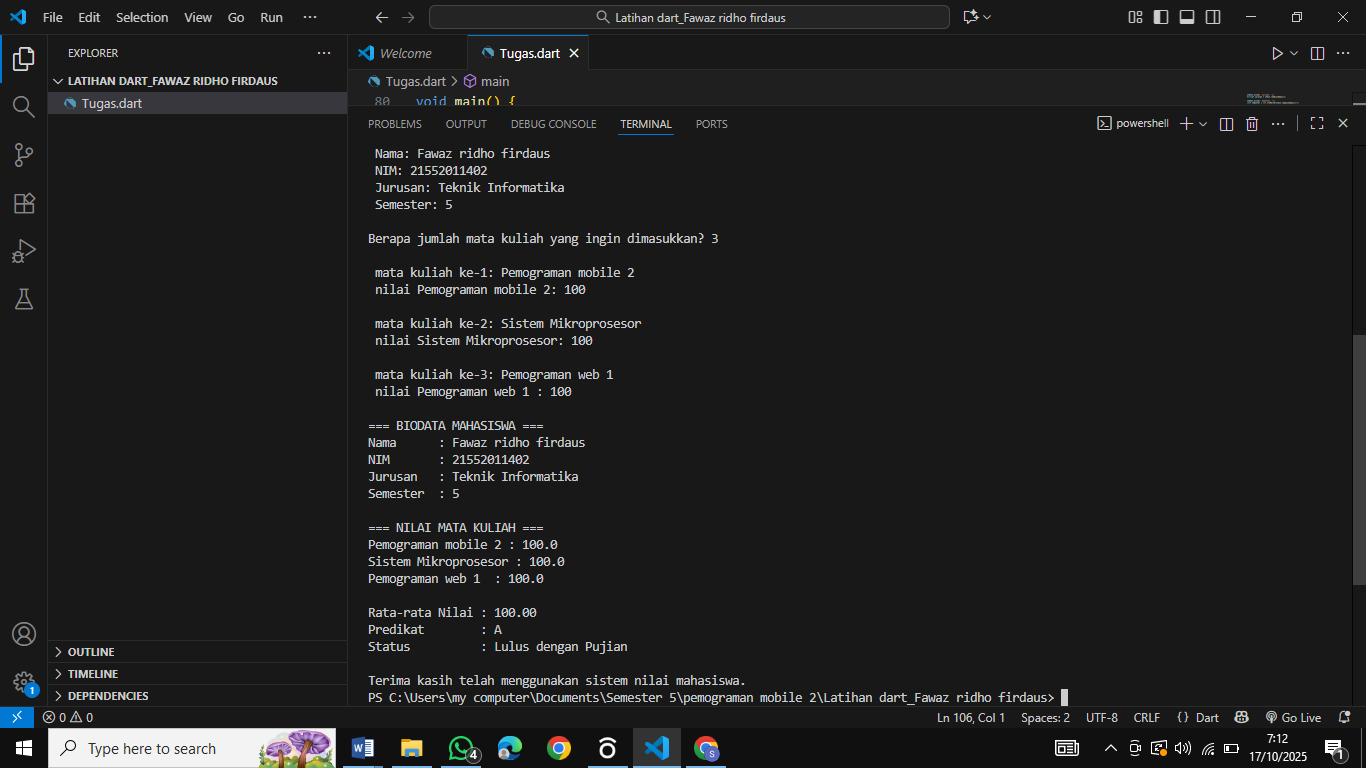 File Edit Selection View Go Run ··· Latihan dart_Fawaz ridho firdaus
EXPLORER ···
LATIHAN DART_FAWAZ RIDHO FIRDAUS
Tugas.dart
Welcome Tugas.dart
Tugas.dart > main
80 void main() {
PROBLEMS OUTPUT DEBUG CONSOLE TERMINAL PORTS powershell
Nama: Fawaz ridho firdaus
NIM: 21552011402
Jurusan: Teknik Informatika
Semester: 5
Berapa jumlah mata kuliah yang ingin dimasukkan? 3
mata kuliah ke-1: Pemograman mobile 2
nilai Pemograman mobile 2: 100
mata kuliah ke-2: Sistem Mikroprosesor
nilai Sistem Mikroprosesor: 100
mata kuliah ke-3: Pemograman web 1
nilai Pemograman web 1 : 100
=== BIODATA MAHASISWA ===
Nama : Fawaz ridho firdaus
NIM : 21552011402
Jurusan : Teknik Informatika
Semester : 5
=== NILAI MATA KULIAH ===
Pemograman mobile 2 : 100.0
Sistem Mikroprosesor : 100.0
Pemograman web 1  : 100.0
Rata-rata Nilai : 100.00
Predikat : A
Status : Lulus dengan Pujian
Terima kasih telah menggunakan sistem nilai mahasiswa.
PS C:\Users\my computer\Documents\Semester 5\pemograman mobile 2\Latihan dart_Fawaz ridho firdaus>
OUTLINE
TIMELINE
DEPENDENCIES
1
0 0 Ln 106, Col 1 Spaces: 2 UTF-8 CRLF {} Dart Go Live
Type here to search
4
S
7:12
17/10/2025
1